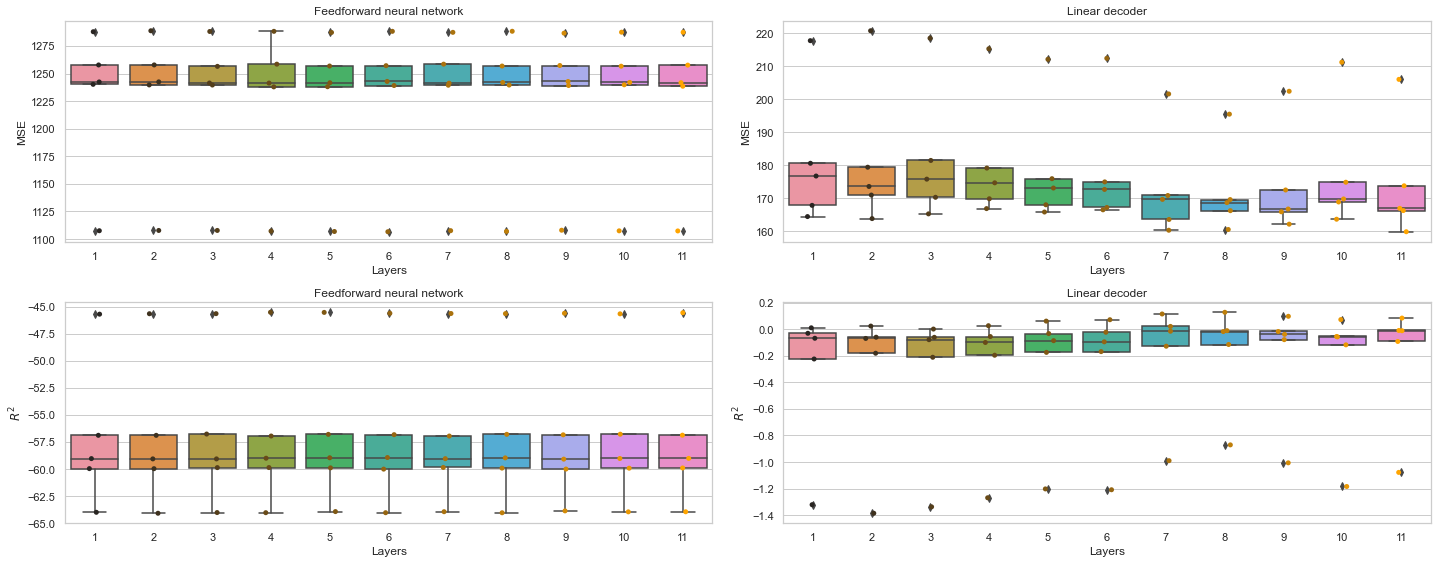 Feedforward neural network
MSE
1275
1250
1225
1200
1175
1150
1125
1100
1 2 3 4 5 6 7 8 9 10 11
Layers
Linear decoder
MSE
220
210
200
190
180
170
160
1 2 3 4 5 6 7 8 9 10 11
Layers
Feedforward neural network
R²
−45.0
−47.5
−50.0
−52.5
−55.0
−57.5
−60.0
−62.5
−65.0
1 2 3 4 5 6 7 8 9 10 11
Layers
Linear decoder
R²
0.2
0.0
−0.2
−0.4
−0.6
−0.8
−1.0
−1.2
−1.4
1 2 3 4 5 6 7 8 9 10 11
Layers